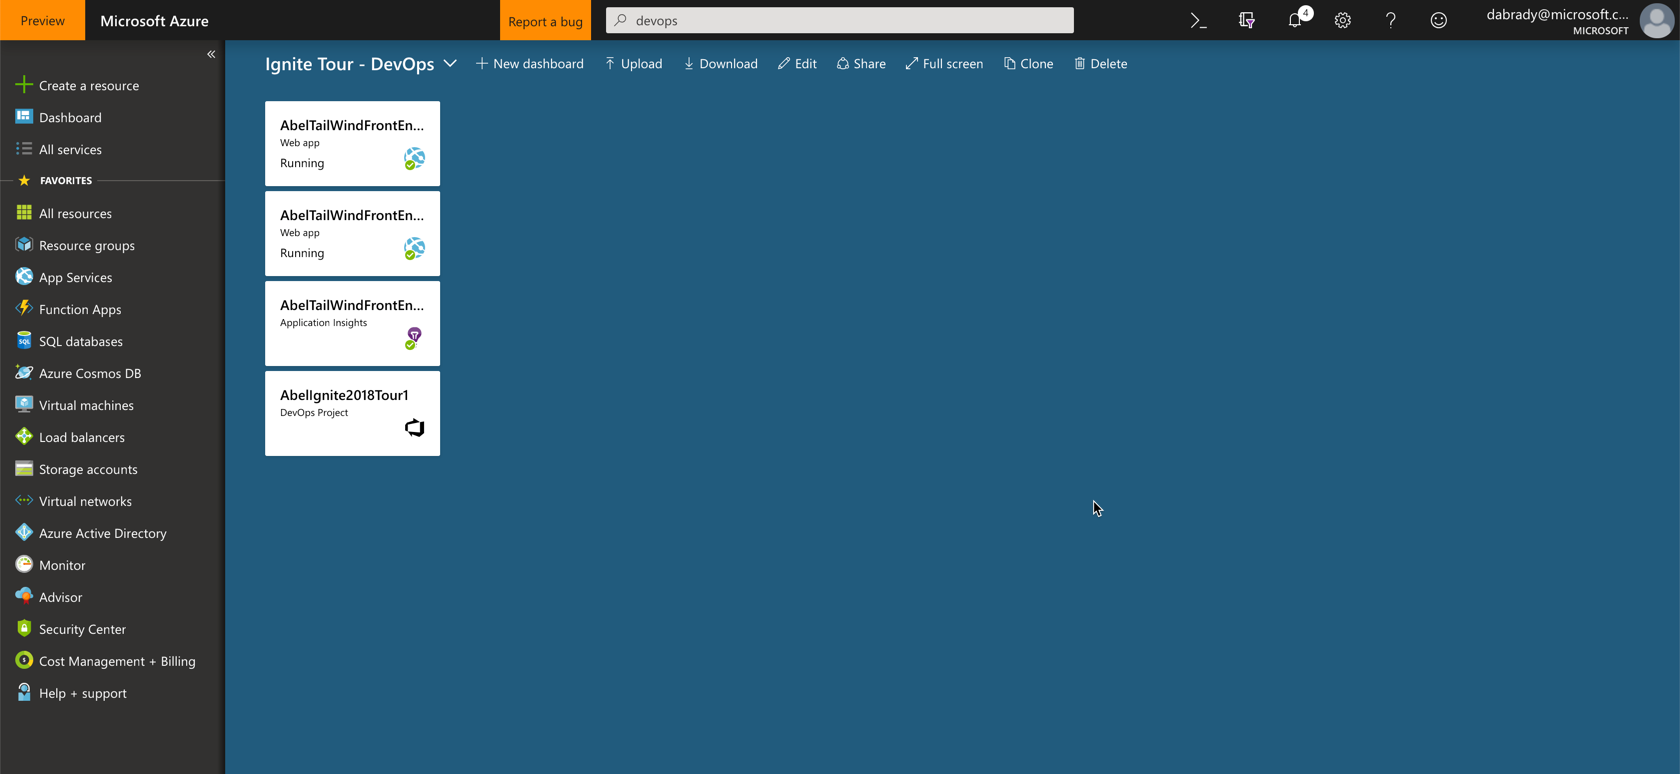 Preview
Microsoft Azure
Report a bug
devops
4
dabrady@microsoft.c...
MICROSOFT
Create a resource
Dashboard
All services
FAVORITES
All resources
Resource groups
App Services
Function Apps
SQL databases
Azure Cosmos DB
Virtual machines
Load balancers
Storage accounts
Virtual networks
Azure Active Directory
Monitor
Advisor
Security Center
Cost Management + Billing
Help + support
Ignite Tour - DevOps
New dashboard
Upload
Download
Edit
Share
Full screen
Clone
Delete
AbelTailWindFrontEn...
Web app
Running
AbelTailWindFrontEn...
Web app
Running
AbelTailWindFrontEn...
Application Insights
AbelIgnite2018Tour1
DevOps Project